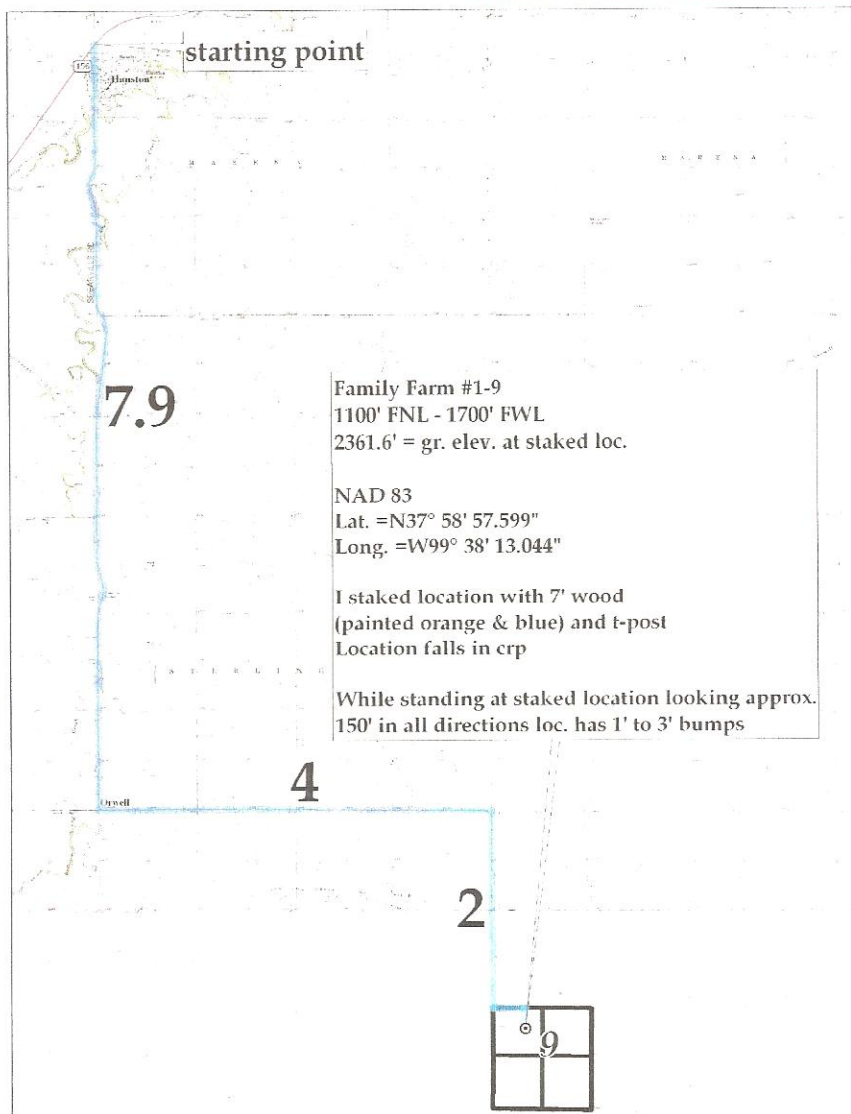 starting point
156
Hanston
M A R E N A
7.9
Family Farm #1-9
1100' FNL - 1700' FWL
2361.6' = gr. elev. at staked loc.
NAD 83
Lat. =N37° 58' 57.599"
Long. =W99° 38' 13.044"
I staked location with 7' wood
(painted orange & blue) and t-post
Location falls in crp
While standing at staked location looking approx.
150' in all directions loc. has 1' to 3' bumps
S T E R L I N G
4
Orwell
2
9